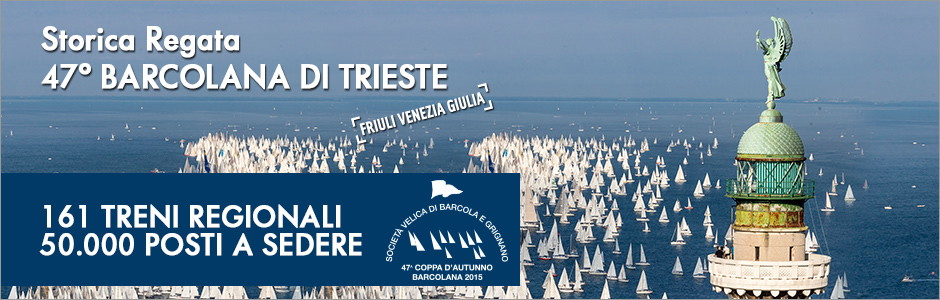 Storica Regata
47° BARCOLANA DI TRIESTE
FRIULI VENEZIA GIULIA
161 TRENI REGIONALI
50.000 POSTI A SEDERE
SOCIETÀ VELICA DI BARCOLA E GRIGNANO
47ª COPPA D'AUTUNNO
BARCOLANA 2015